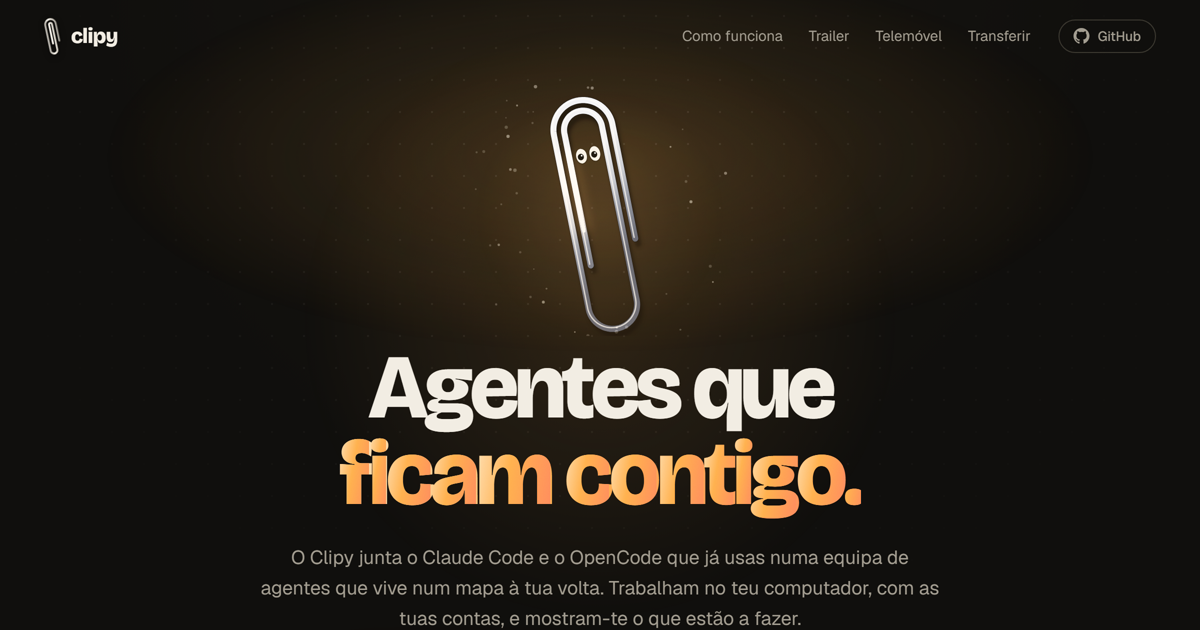 clipy
Como funciona
Trailer
Telemóvel
Transferir
GitHub
Agentes que
ficam contigo.
O Clipy junta o Claude Code e o OpenCode que já usas numa equipa de
agentes que vive num mapa à tua volta. Trabalham no teu computador, com as
tuas contas, e mostram-te o que estão a fazer.